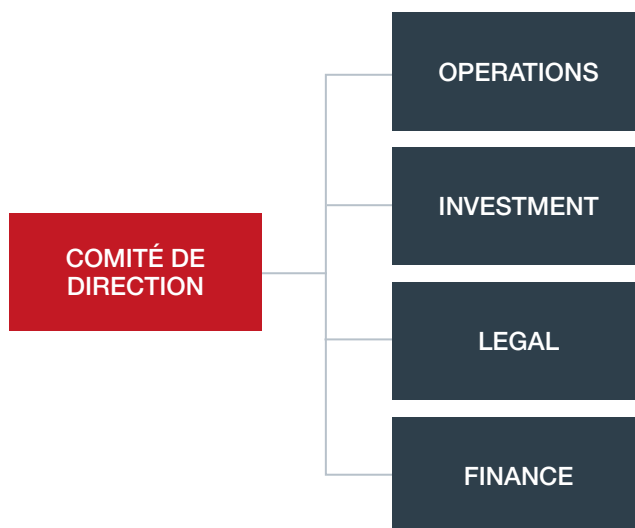 OPERATIONS
INVESTMENT
COMITÉ DE
DIRECTION
LEGAL
FINANCE